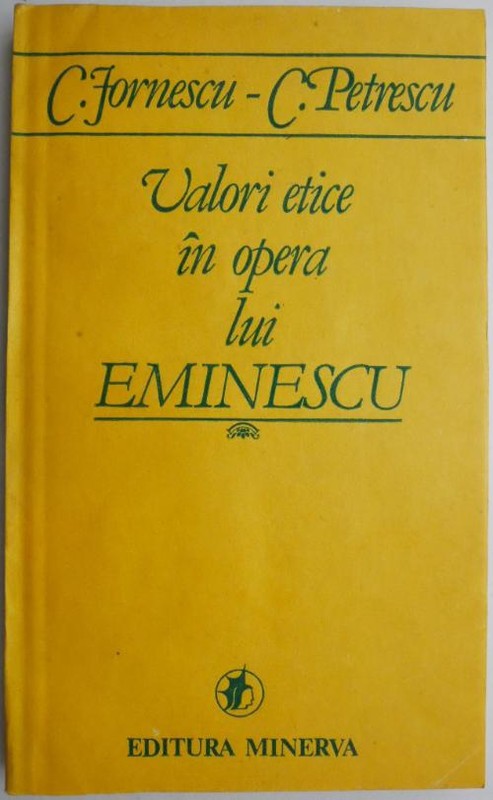 C. Jornescu - C. Petrescu
Valori etice
în opera
lui
EMINESCU
EDITURA MINERVA